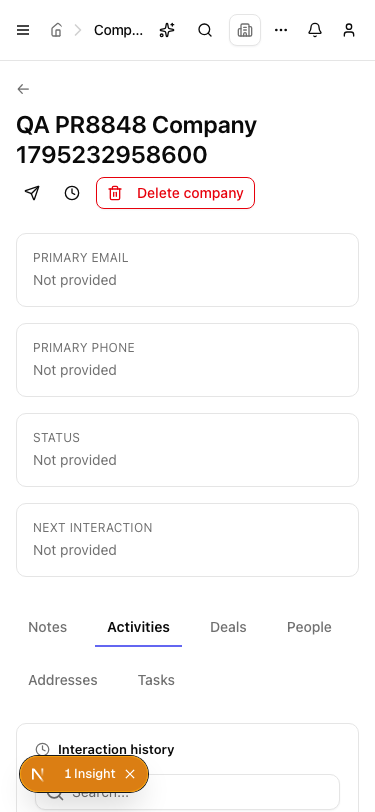 Comp...
QA PR8848 Company
1795232958600
Delete company
PRIMARY EMAIL
Not provided
PRIMARY PHONE
Not provided
STATUS
Not provided
NEXT INTERACTION
Not provided
Notes Activities Deals People
Addresses Tasks
Interaction history
N 1 Insight
Search...